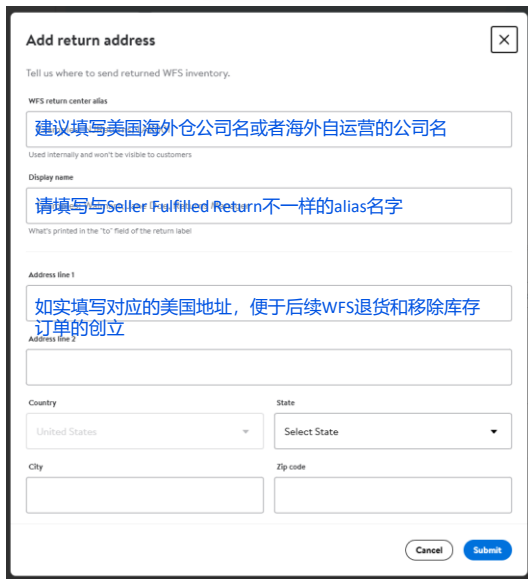 Add return address
Tell us where to send returned WFS inventory.
WFS return center alias
建议填写美国海外仓公司名或者海外自运营的公司名
Used internally and won't be visible to customers
Display name
请填写与Seller Fulfilled Return不一样的alias名字
What's printed in the "to" field of the return label
Address line 1
如实填写对应的美国地址，便于后续WFS退货和移除库存
订单的创立
Address line 2
Country
State
United States
Select State
City
Zip code
Cancel
Submit